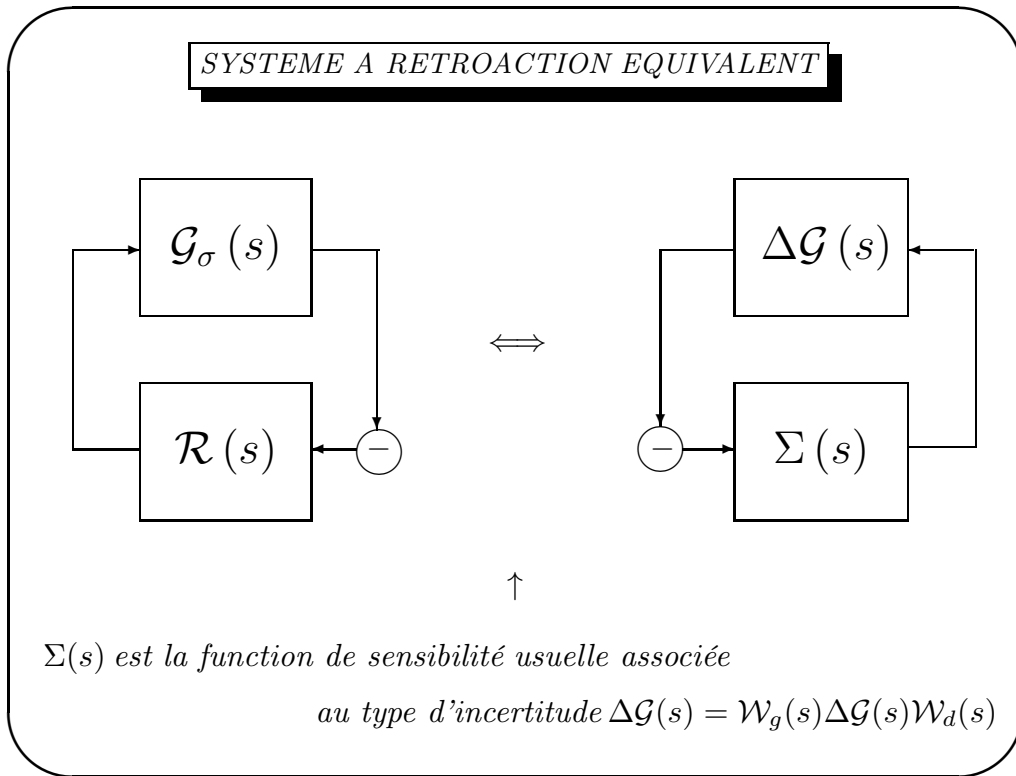 SYSTEME A RETROACTION EQUIVALENT
𝒢σ (s)
Δ𝒢 (s)
⟺
ℛ (s)
−
−
Σ (s)
↑
Σ(s) est la function de sensibilité usuelle associée
au type d'incertitude Δ𝒢(s) = 𝒲g(s)Δ𝒢(s)𝒲d(s)